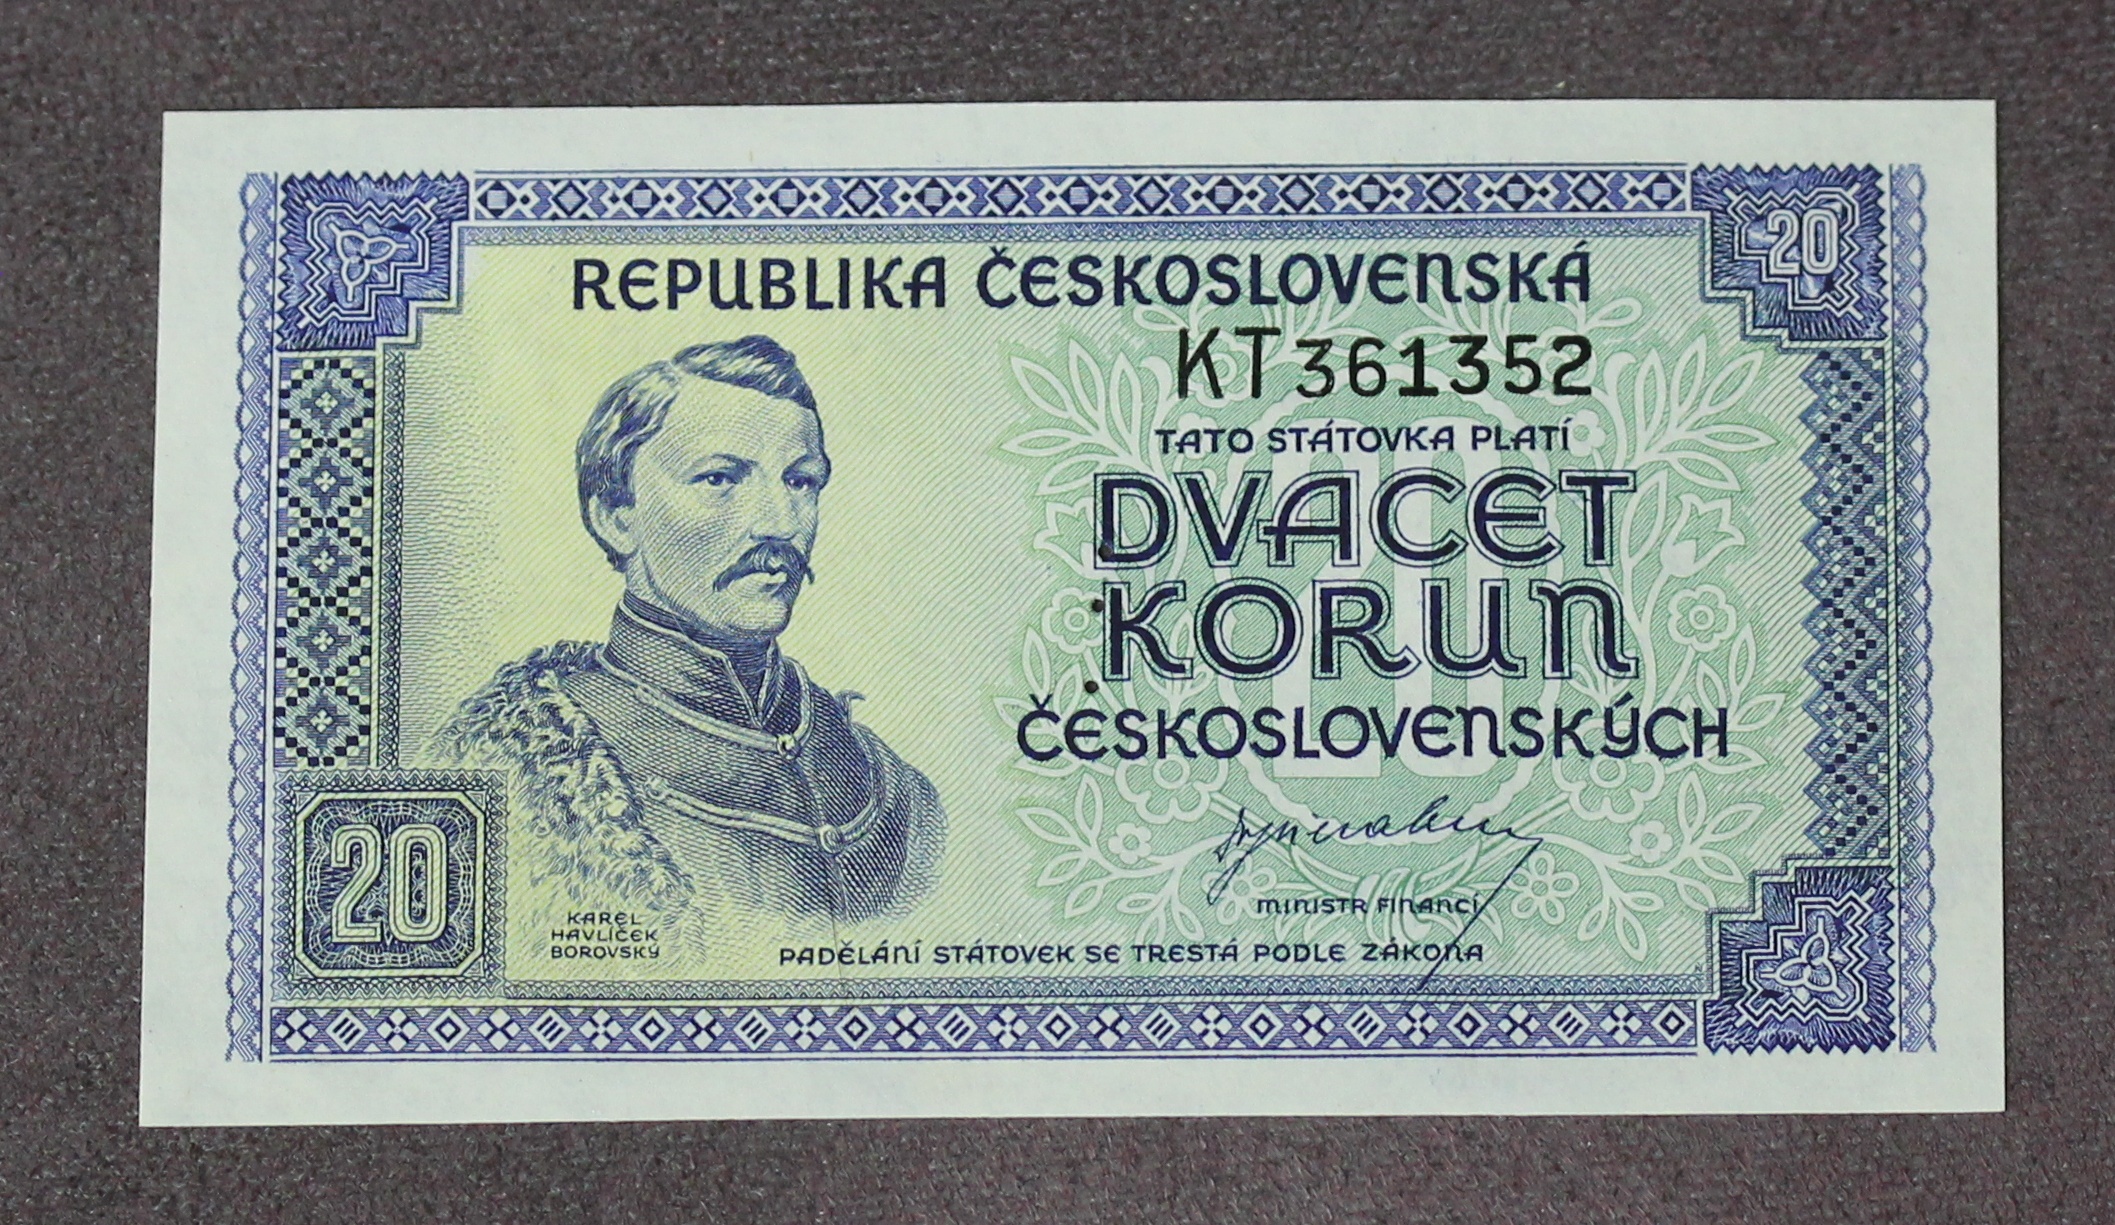 20
REPUBLIKA ČESKOSLOVENSKÁ
KT 361352
TATO STÁTOVKA PLATÍ
DVACET
KORUN
ČESKOSLOVENSKÝCH
MINISTR FINANCÍ
20
KAREL
HAVLÍČEK
BOROVSKÝ
PADĚLÁNÍ STÁTOVEK SE TRESTÁ PODLE ZÁKONA